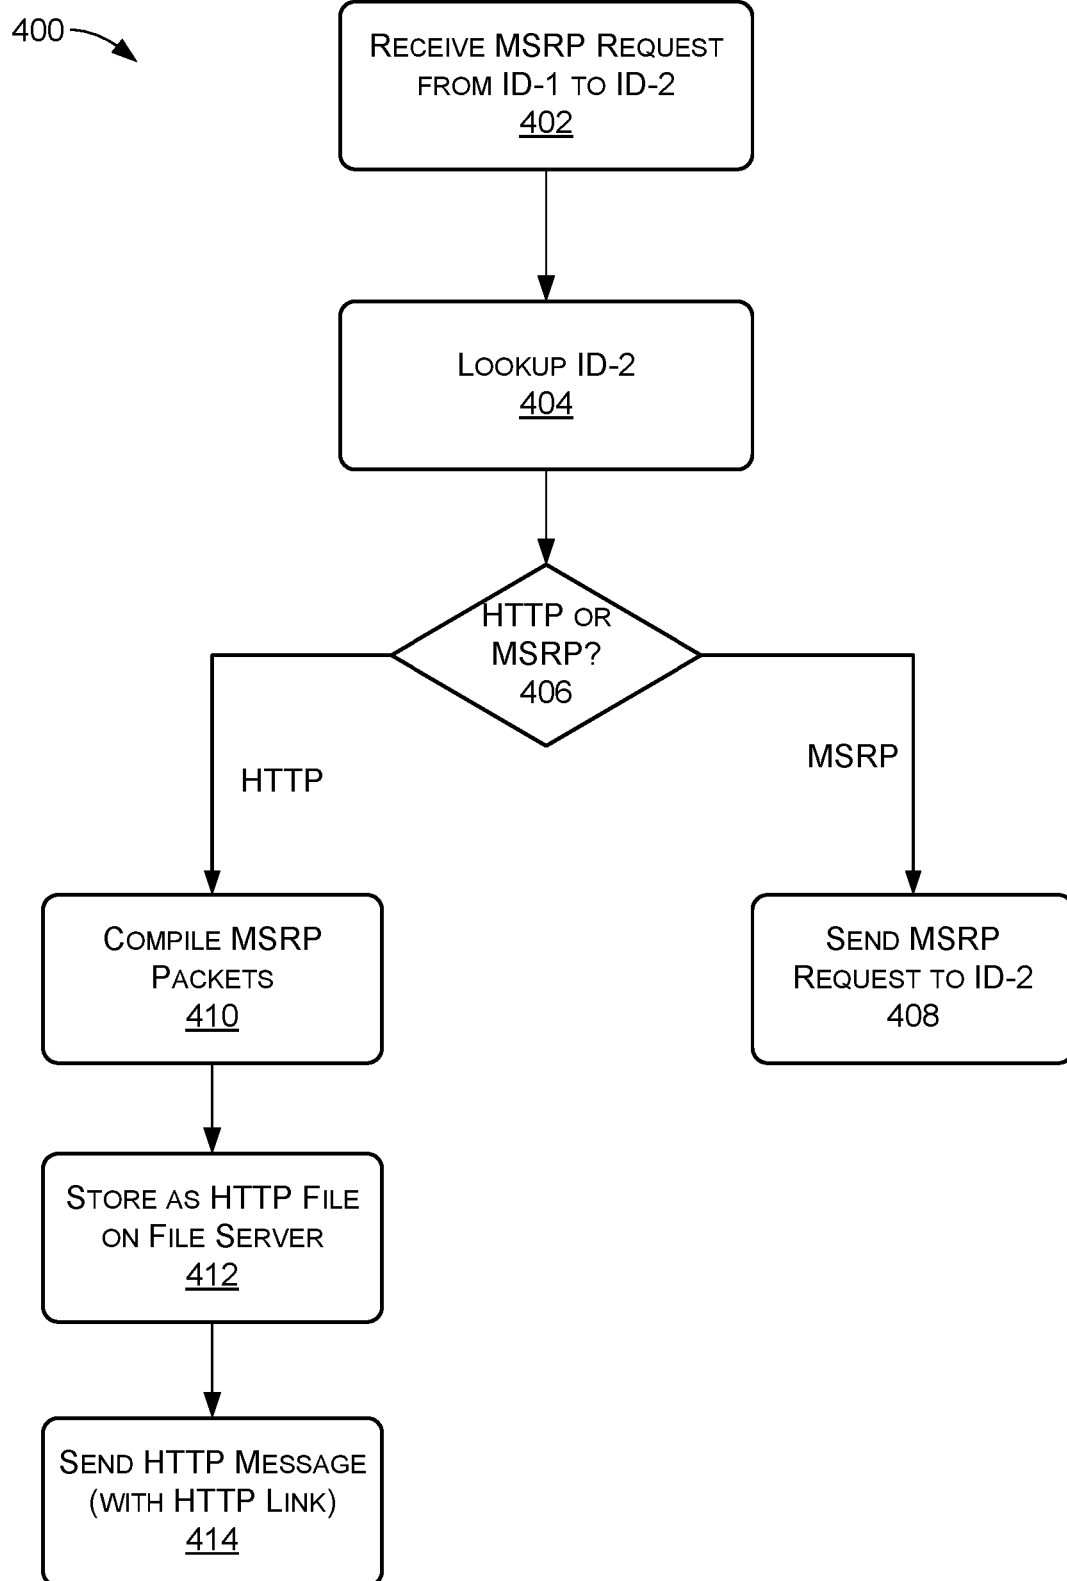 400
RECEIVE MSRP REQUEST
FROM ID-1 TO ID-2
402
LOOKUP ID-2
404
HTTP OR
MSRP?
406
HTTP
MSRP
COMPILE MSRP
PACKETS
410
SEND MSRP
REQUEST TO ID-2
408
STORE AS HTTP FILE
ON FILE SERVER
412
SEND HTTP MESSAGE
(WITH HTTP LINK)
414